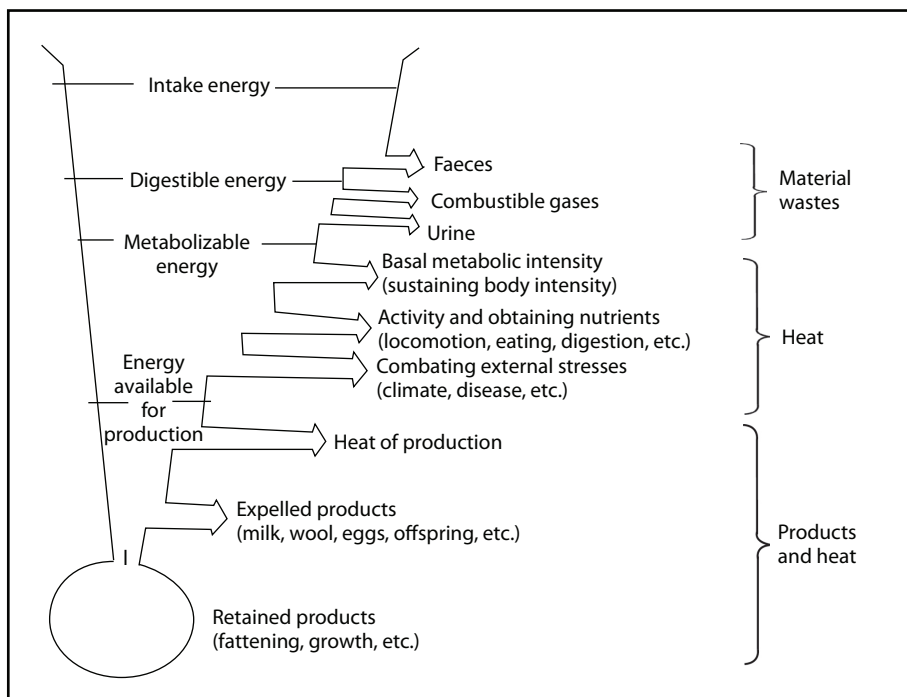 Intake energy
Faeces
Digestible energy
Combustible gases
Urine
Material
wastes
Metabolizable
energy
Basal metabolic intensity
(sustaining body intensity)
Activity and obtaining nutrients
(locomotion, eating, digestion, etc.)
Combating external stresses
(climate, disease, etc.)
Heat
Energy
available
for
production
Heat of production
Expelled products
(milk, wool, eggs, offspring, etc.)
Retained products
(fattening, growth, etc.)
Products
and heat